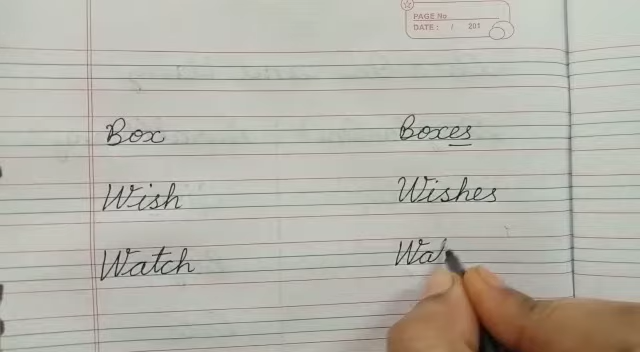 PAGE No
DATE: / 201
Box Boxes
Wish Wishes
Watch Wa